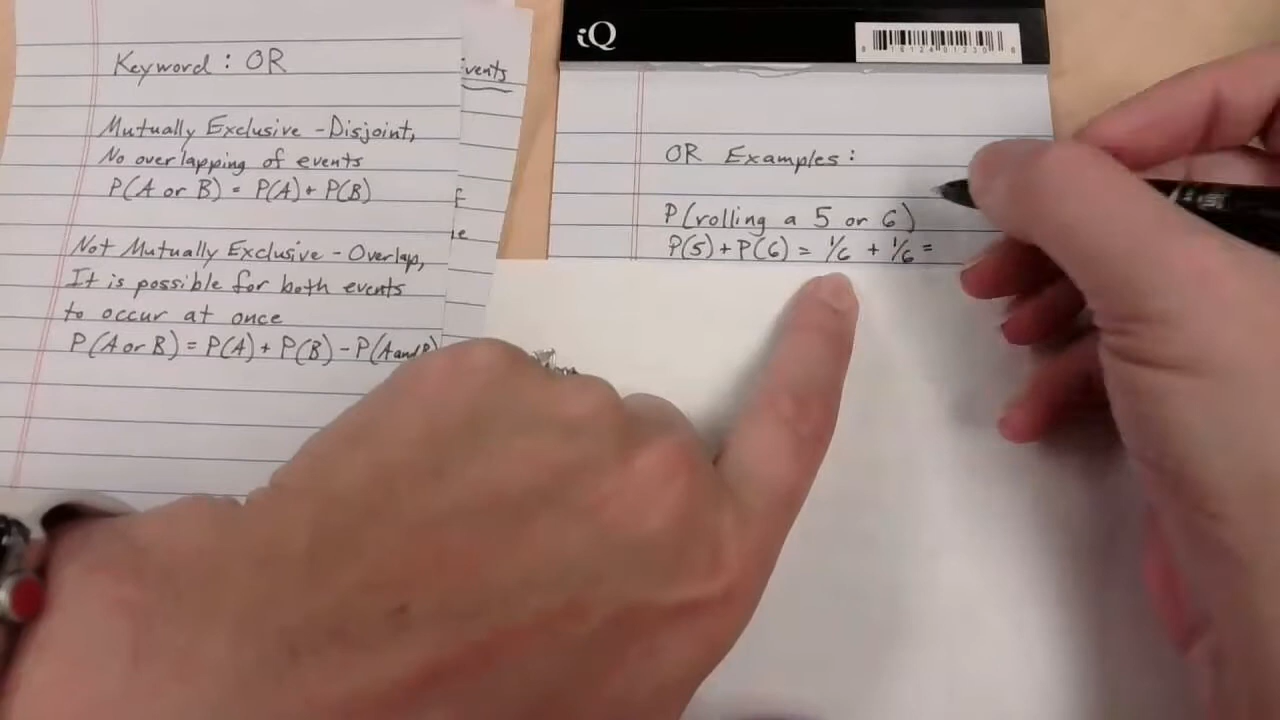 Keyword : OR
Mutually Exclusive - Disjoint,
No overlapping of events
P(A or B) = P(A) + P(B)
Not Mutually Exclusive - Overlap,
It is possible for both events
to occur at once
P(A or B) = P(A) + P(B) - P(A and B)
vents
iQ
OR Examples:
P(rolling a 5 or 6)
P(5) + P(6) = 1/6 + 1/6 =